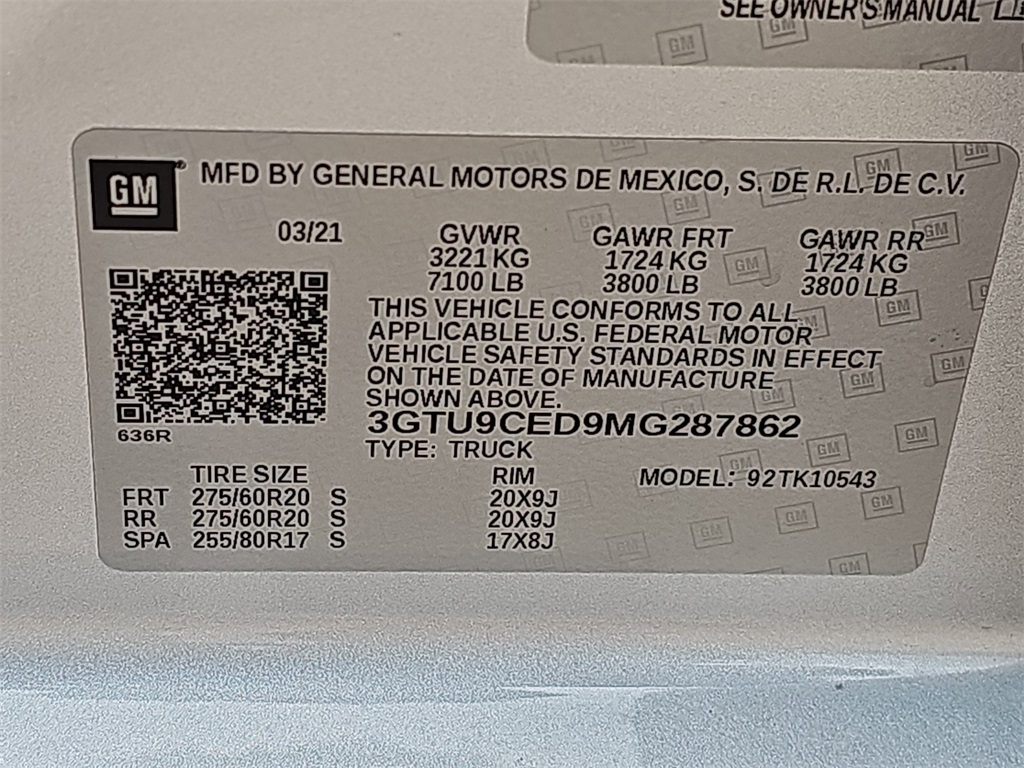 SEE OWNER'S MANUAL
GM
MFD BY GENERAL MOTORS DE MEXICO, S. DE R.L. DE C.V.
03/21 GVWR GAWR FRT GAWR RR
3221 KG 1724 KG 1724 KG
7100 LB 3800 LB 3800 LB
THIS VEHICLE CONFORMS TO ALL
APPLICABLE U.S. FEDERAL MOTOR
VEHICLE SAFETY STANDARDS IN EFFECT
ON THE DATE OF MANUFACTURE
SHOWN ABOVE.
3GTU9CED9MG287862
636R
TYPE: TRUCK
TIRE SIZE RIM MODEL: 92TK10543
FRT 275/60R20 S 20X9J
RR 275/60R20 S 20X9J
SPA 255/80R17 S 17X8J